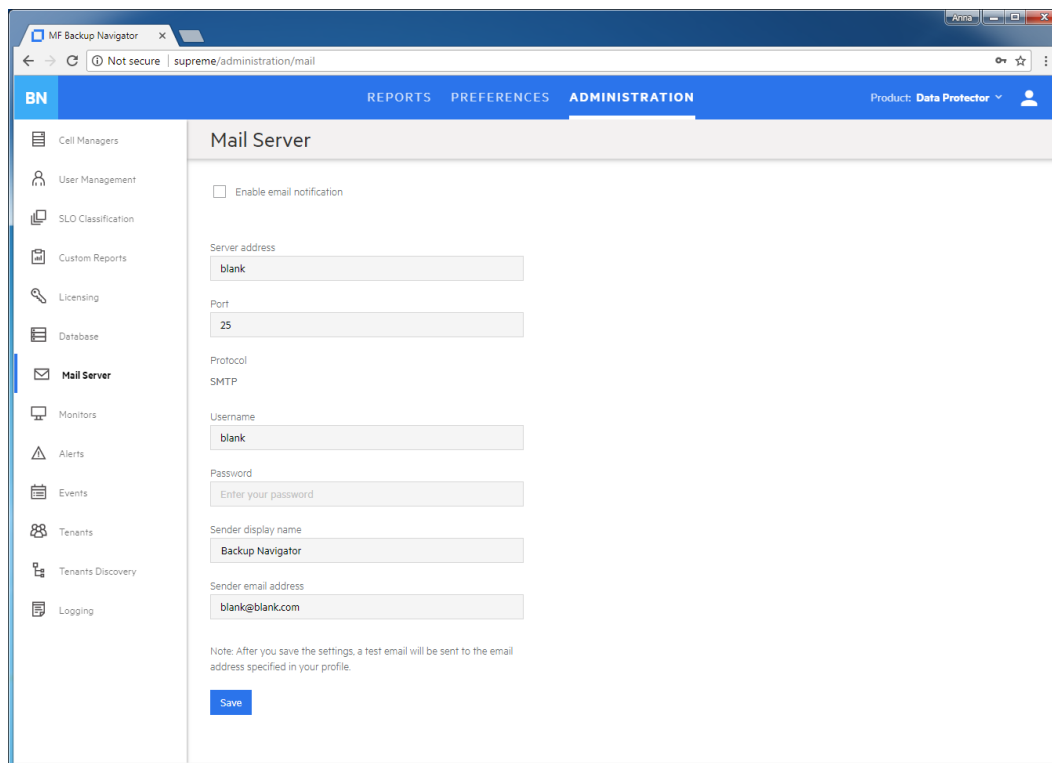 Anna
MF Backup Navigator
Not secure | supreme/administration/mail
BN REPORTS PREFERENCES ADMINISTRATION Product: Data Protector
Cell Managers
User Management
SLO Classification
Custom Reports
Licensing
Database
Mail Server
Monitors
Alerts
Events
Tenants
Tenants Discovery
Logging
Mail Server
Enable email notification
Server address
blank
Port
25
Protocol
SMTP
Username
blank
Password
Enter your password
Sender display name
Backup Navigator
Sender email address
blank@blank.com
Note: After you save the settings, a test email will be sent to the email
address specified in your profile.
Save